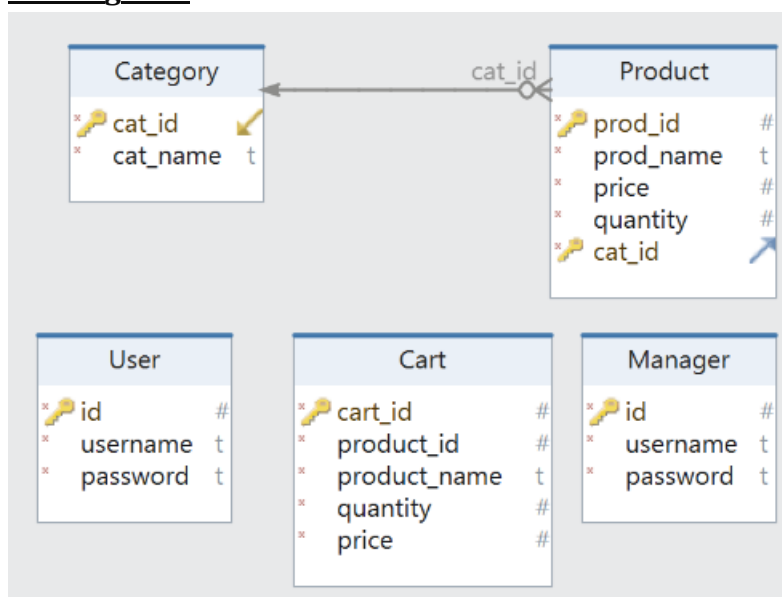 Category
cat_id
cat_name t
cat_id
Product
prod_id #
prod_name t
price #
quantity #
cat_id
User
id #
username t
password t
Cart
cart_id #
product_id #
product_name t
quantity #
price #
Manager
id #
username t
password t